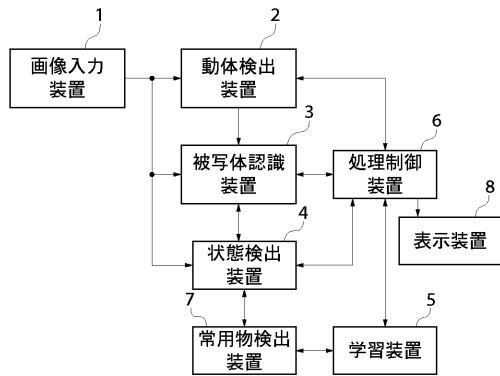 1
画像入力
装置
2
動体検出
装置
3
被写体認識
装置
6
処理制御
装置
8
表示装置
4
状態検出
装置
7
常用物検出
装置
5
学習装置